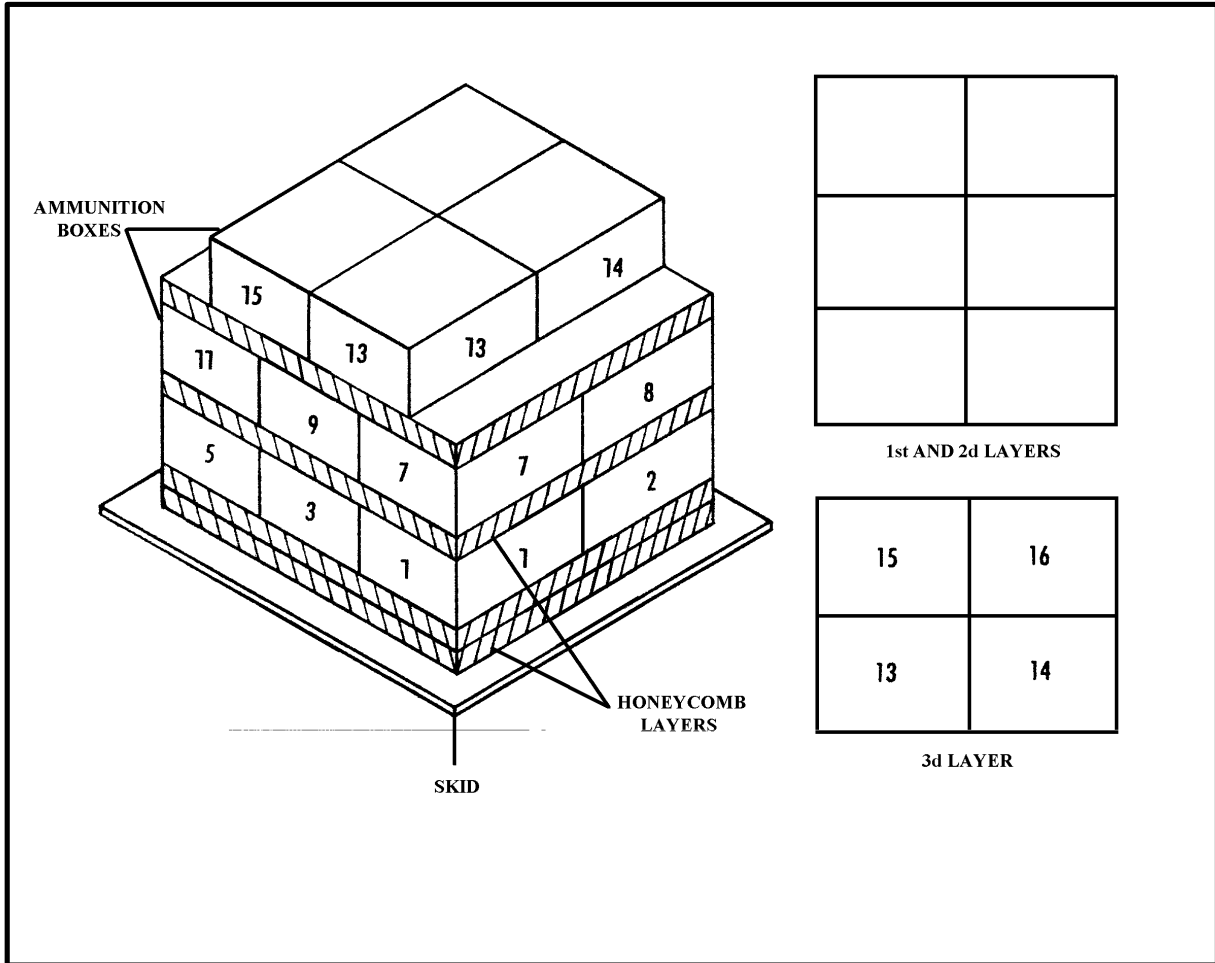 AMMUNITION
BOXES
15
13
13
14
11
9
7
7
8
5
3
1
1
2
HONEYCOMB
LAYERS
SKID
1st AND 2d LAYERS
15 16
13 14
3d LAYER